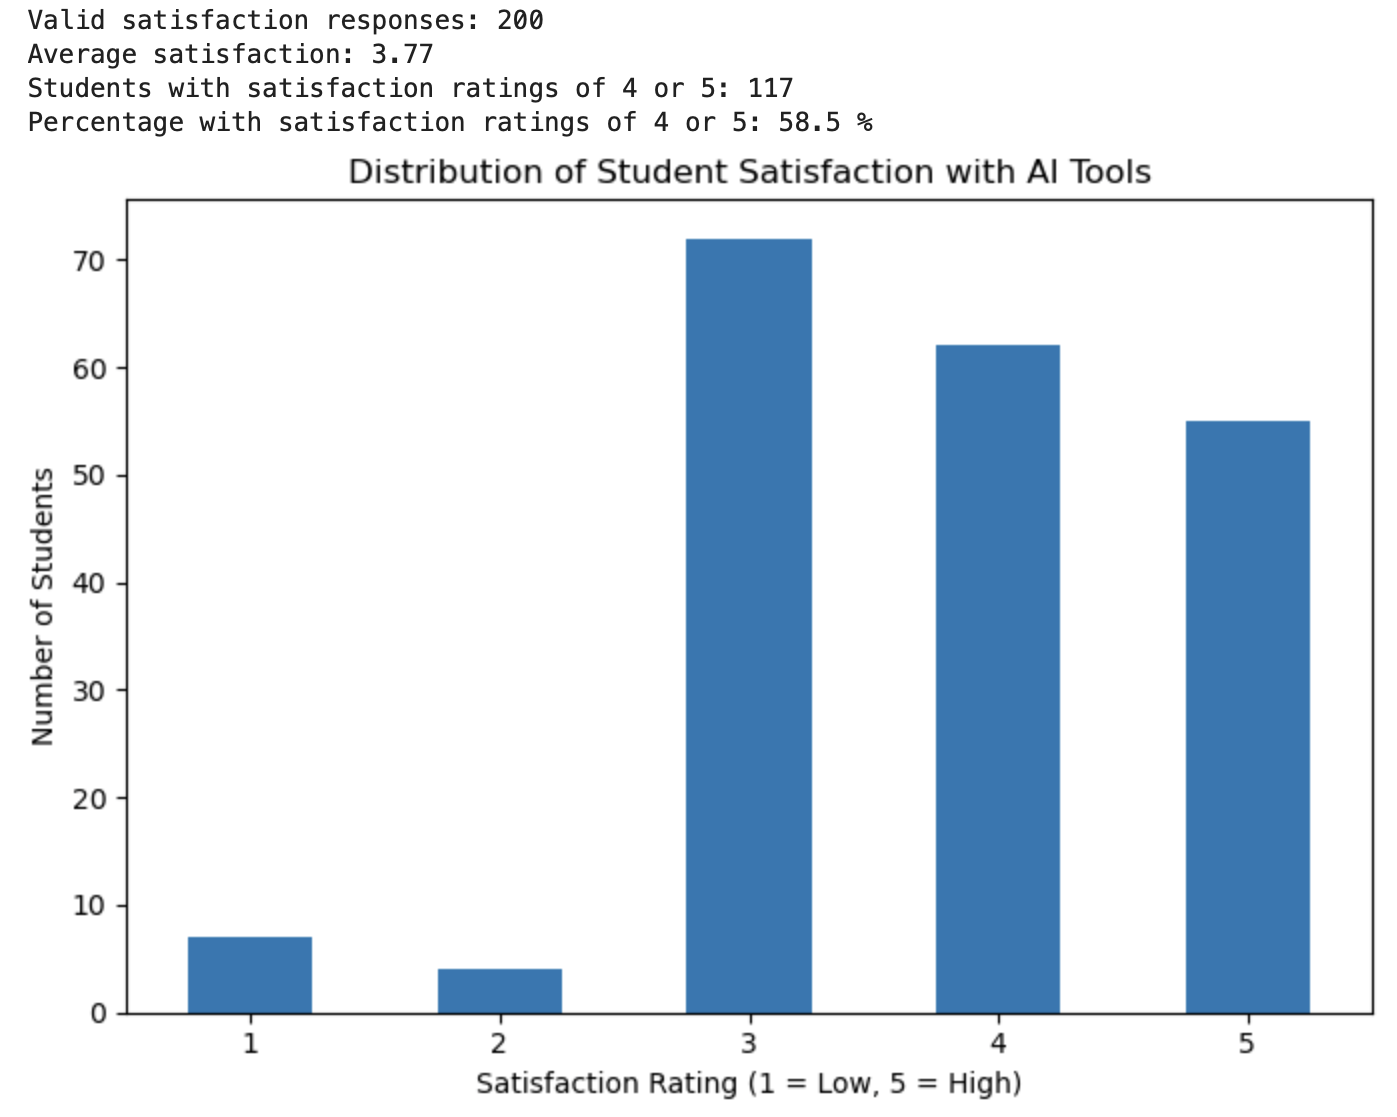 Valid satisfaction responses: 200
Average satisfaction: 3.77
Students with satisfaction ratings of 4 or 5: 117
Percentage with satisfaction ratings of 4 or 5: 58.5 %
Distribution of Student Satisfaction with AI Tools
Number of Students
70
60
50
40
30
20
10
0
1 2 3 4 5
Satisfaction Rating (1 = Low, 5 = High)